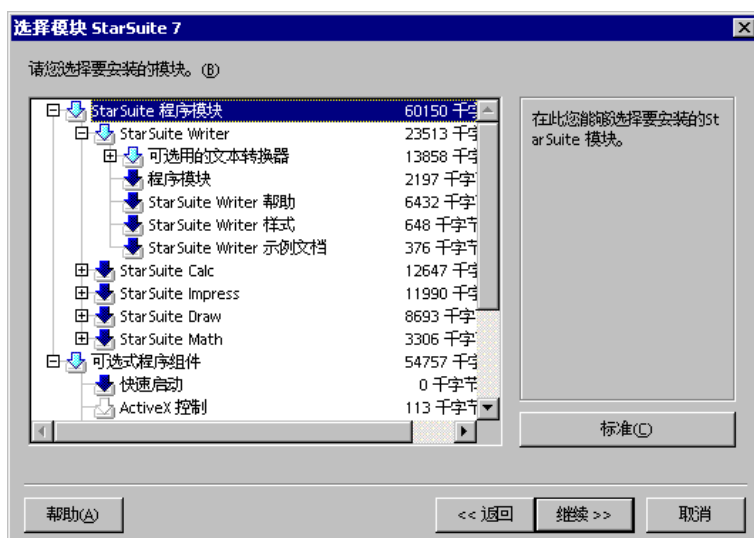 选择模块 StarSuite 7
请您选择要安装的模块。(B)
StarSuite 程序模块 60150 千字
StarSuite Writer 23513 千字
可选用的文本转换器 13858 千字
程序模块 2197 千字
StarSuite Writer 帮助 6432 千字
StarSuite Writer 样式 648 千字节
StarSuite Writer 示例文档 376 千字节
StarSuite Calc 12647 千字
StarSuite Impress 11990 千字
StarSuite Draw 8693 千字
StarSuite Math 3306 千字
可选式程序组件 54757 千字
快速启动 0 千字节
ActiveX 控制 113 千字节
在此您能够选择要安装的St
arSuite 模块。
标准(C)
帮助(A)
<< 返回
继续 >>
取消